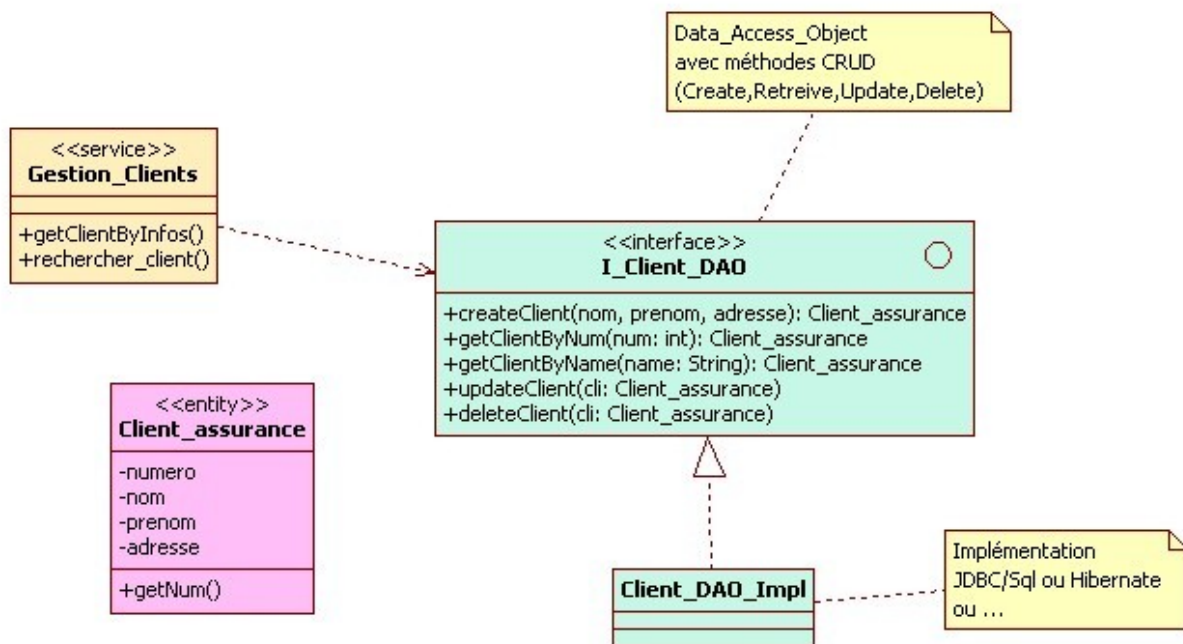 Data_Access_Object
avec méthodes CRUD
(Create,Retreive,Update,Delete)
<<service>>
Gestion_Clients
+getClientByInfos()
+rechercher_client()
<<interface>>
I_Client_DAO
+createClient(nom, prenom, adresse): Client_assurance
+getClientByNum(num: int): Client_assurance
+getClientByName(name: String): Client_assurance
+updateClient(cli: Client_assurance)
+deleteClient(cli: Client_assurance)
<<entity>>
Client_assurance
-numero
-nom
-prenom
-adresse
+getNum()
Client_DAO_Impl
Implémentation
JDBC/Sql ou Hibernate
ou ...